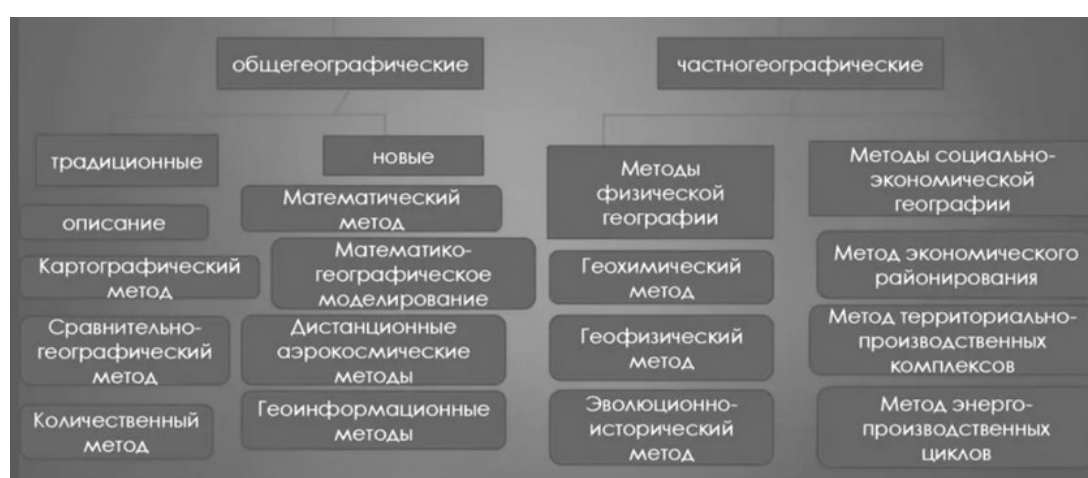 общегеографические
частногеографические
традиционные
новые
Методы
физической
географии
Методы социально-
экономической
географии
описание
Картографический
метод
Сравнительно-
географический
метод
Количественный
метод
Математический
метод
Математико-
географическое
моделирование
Дистанционные
аэрокосмические
методы
Геоинформационные
методы
Геохимический
метод
Геофизический
метод
Эволюционно-
исторический
метод
Метод экономического
районирования
Метод территориально-
производственных
комплексов
Метод энерго-
производственных
циклов